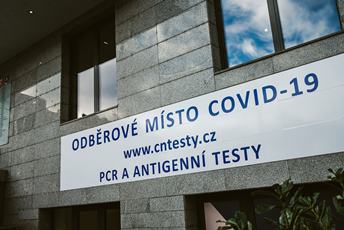 ODBĚROVÉ MÍSTO COVID-19
www.cntesty.cz
PCR A ANTIGENNÍ TESTY